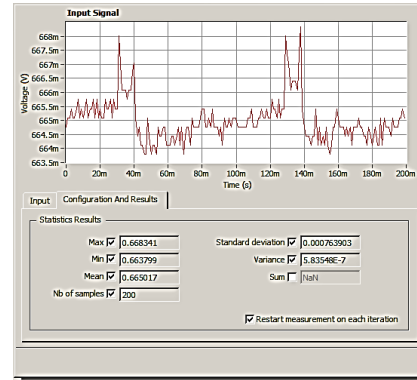 Input Signal
668m
667.5m
667m
666.5m
666m
665.5m
665m
664.5m
664m
663.5m
Voltage (V)
0 20m 40m 60m 80m 100m 120m 140m 160m 180m 200m
Time (s)
Input Configuration And Results
Statistics Results
Max 0.668341 Standard deviation 0.000763903
Min 0.663799 Variance 5.83548E-7
Mean 0.665017 Sum NaN
Nb of samples 200
Restart measurement on each iteration